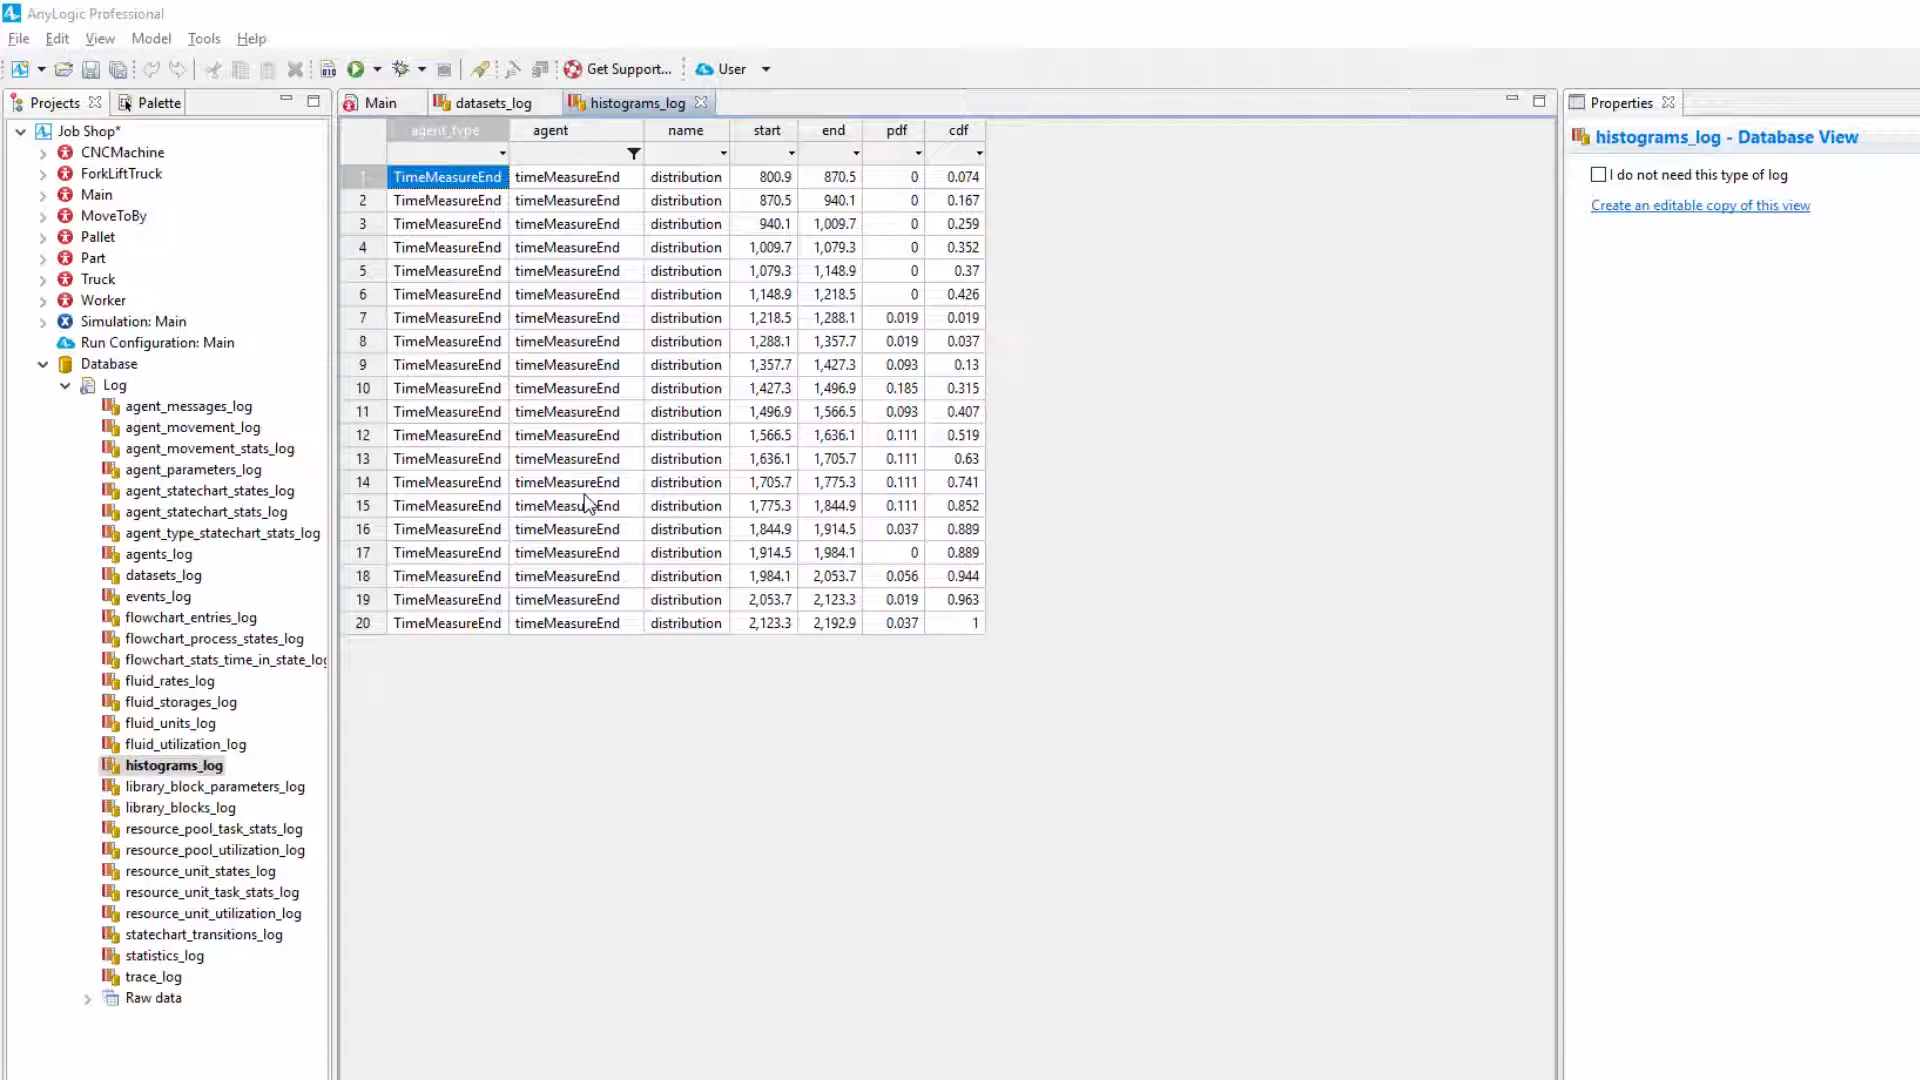 AnyLogic Professional
File Edit View Model Tools Help
Get Support... User
Projects Palette
Main datasets_log histograms_log
Properties
Job Shop*
CNCMachine
ForkLiftTruck
Main
MoveToBy
Pallet
Part
Truck
Worker
Simulation: Main
Run Configuration: Main
Database
Log
agent_messages_log
agent_movement_log
agent_movement_stats_log
agent_parameters_log
agent_statechart_states_log
agent_statechart_stats_log
agent_type_statechart_stats_log
agents_log
datasets_log
events_log
flowchart_entries_log
flowchart_process_states_log
flowchart_stats_time_in_state_log
fluid_rates_log
fluid_storages_log
fluid_units_log
fluid_utilization_log
histograms_log
library_block_parameters_log
library_blocks_log
resource_pool_task_stats_log
resource_pool_utilization_log
resource_unit_states_log
resource_unit_task_stats_log
resource_unit_utilization_log
statechart_transitions_log
statistics_log
trace_log
Raw data
agent_type agent name start end pdf cdf
1 TimeMeasureEnd timeMeasureEnd distribution 800.9 870.5 0 0.074
2 TimeMeasureEnd timeMeasureEnd distribution 870.5 940.1 0 0.167
3 TimeMeasureEnd timeMeasureEnd distribution 940.1 1,009.7 0 0.259
4 TimeMeasureEnd timeMeasureEnd distribution 1,009.7 1,079.3 0 0.352
5 TimeMeasureEnd timeMeasureEnd distribution 1,079.3 1,148.9 0 0.37
6 TimeMeasureEnd timeMeasureEnd distribution 1,148.9 1,218.5 0 0.426
7 TimeMeasureEnd timeMeasureEnd distribution 1,218.5 1,288.1 0.019 0.019
8 TimeMeasureEnd timeMeasureEnd distribution 1,288.1 1,357.7 0.019 0.037
9 TimeMeasureEnd timeMeasureEnd distribution 1,357.7 1,427.3 0.093 0.13
10 TimeMeasureEnd timeMeasureEnd distribution 1,427.3 1,496.9 0.185 0.315
11 TimeMeasureEnd timeMeasureEnd distribution 1,496.9 1,566.5 0.093 0.407
12 TimeMeasureEnd timeMeasureEnd distribution 1,566.5 1,636.1 0.111 0.519
13 TimeMeasureEnd timeMeasureEnd distribution 1,636.1 1,705.7 0.111 0.63
14 TimeMeasureEnd timeMeasureEnd distribution 1,705.7 1,775.3 0.111 0.741
15 TimeMeasureEnd timeMeasureEnd distribution 1,775.3 1,844.9 0.111 0.852
16 TimeMeasureEnd timeMeasureEnd distribution 1,844.9 1,914.5 0.037 0.889
17 TimeMeasureEnd timeMeasureEnd distribution 1,914.5 1,984.1 0 0.889
18 TimeMeasureEnd timeMeasureEnd distribution 1,984.1 2,053.7 0.056 0.944
19 TimeMeasureEnd timeMeasureEnd distribution 2,053.7 2,123.3 0.019 0.963
20 TimeMeasureEnd timeMeasureEnd distribution 2,123.3 2,192.9 0.037 1
histograms_log - Database View
I do not need this type of log
Create an editable copy of this view